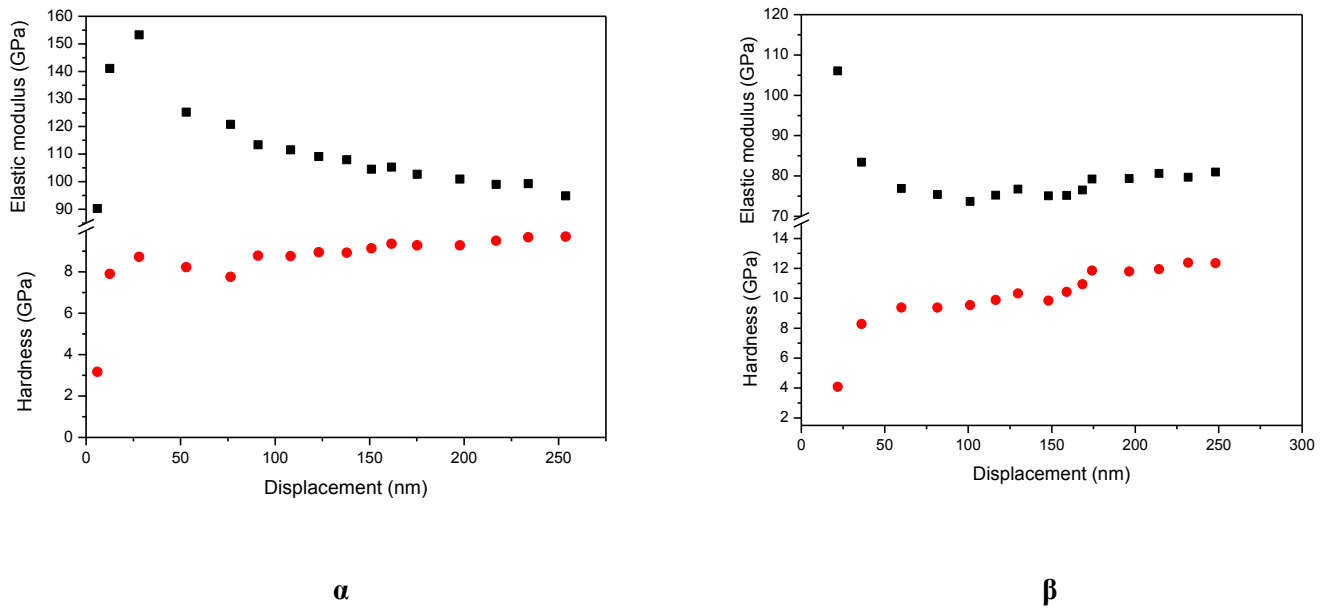 160
150
140
130
120
110
100
90
8
6
4
2
0
0 50 100 150 200 250
Elastic modulus (GPa)
Hardness (GPa)
Displacement (nm)
120
110
100
90
80
70
14
12
10
8
6
4
2
0 50 100 150 200 250 300
Elastic modulus (GPa)
Hardness (GPa)
Displacement (nm)
α
β